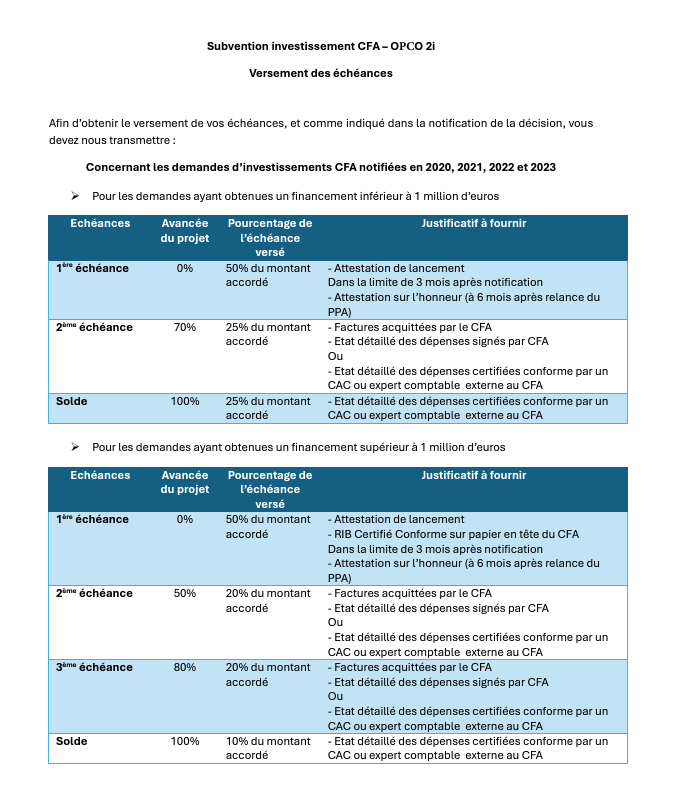 Subvention investissement CFA – OPCO 2i
Versement des échéances
Afin d'obtenir le versement de vos échéances, et comme indiqué dans la notification de la décision, vous
devez nous transmettre :
Concernant les demandes d'investissements CFA notifiées en 2020, 2021, 2022 et 2023
➢ Pour les demandes ayant obtenues un financement inférieur à 1 million d'euros
Echéances Avancée du projet Pourcentage de l'échéance versé Justificatif à fournir
1ère échéance 0% 50% du montant accordé - Attestation de lancement
Dans la limite de 3 mois après notification
- Attestation sur l'honneur (à 6 mois après relance du
PPA)
2ème échéance 70% 25% du montant accordé - Factures acquittées par le CFA
- Etat détaillé des dépenses signés par CFA
Ou
- Etat détaillé des dépenses certifiées conforme par un
CAC ou expert comptable externe au CFA
Solde 100% 25% du montant accordé - Etat détaillé des dépenses certifiées conforme par un
CAC ou expert comptable externe au CFA
➢ Pour les demandes ayant obtenues un financement supérieur à 1 million d'euros
Echéances Avancée du projet Pourcentage de l'échéance versé Justificatif à fournir
1ère échéance 0% 50% du montant accordé - Attestation de lancement
- RIB Certifié Conforme sur papier en tête du CFA
Dans la limite de 3 mois après notification
- Attestation sur l'honneur (à 6 mois après relance du
PPA)
2ème échéance 50% 20% du montant accordé - Factures acquittées par le CFA
- Etat détaillé des dépenses signés par CFA
Ou
- Etat détaillé des dépenses certifiées conforme par un
CAC ou expert comptable externe au CFA
3ème échéance 80% 20% du montant accordé - Factures acquittées par le CFA
- Etat détaillé des dépenses signés par CFA
Ou
- Etat détaillé des dépenses certifiées conforme par un
CAC ou expert comptable externe au CFA
Solde 100% 10% du montant accordé - Etat détaillé des dépenses certifiées conforme par un
CAC ou expert comptable externe au CFA